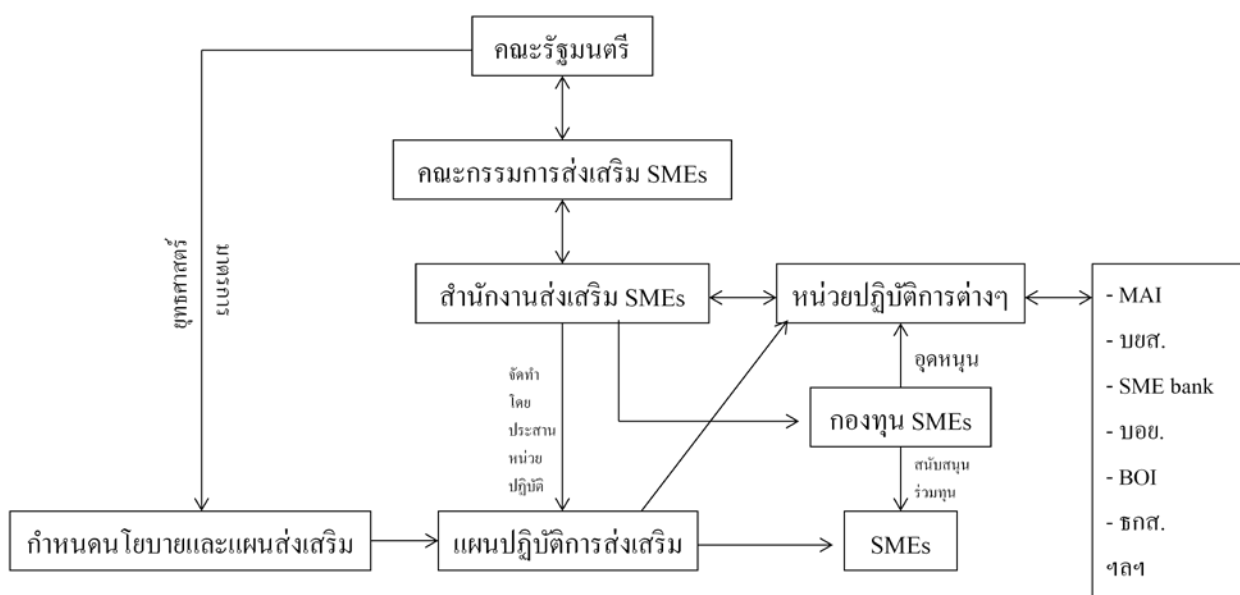 คณะรัฐมนตรี
คณะกรรมการส่งเสริม SMEs
ยุทธศาสตร์
มาตรการ
สำนักงานส่งเสริม SMEs
หน่วยปฏิบัติการต่างๆ
- MAI
- บยส.
- SME bank
- บอย.
- BOI
- ธกส.
ฯลฯ
อุดหนุน
จัดทำ
โดย
ประสาน
หน่วย
ปฏิบัติ
กองทุน SMEs
สนับสนุน
ร่วมทุน
กำหนดนโยบายและแผนส่งเสริม
แผนปฏิบัติการส่งเสริม
SMEs